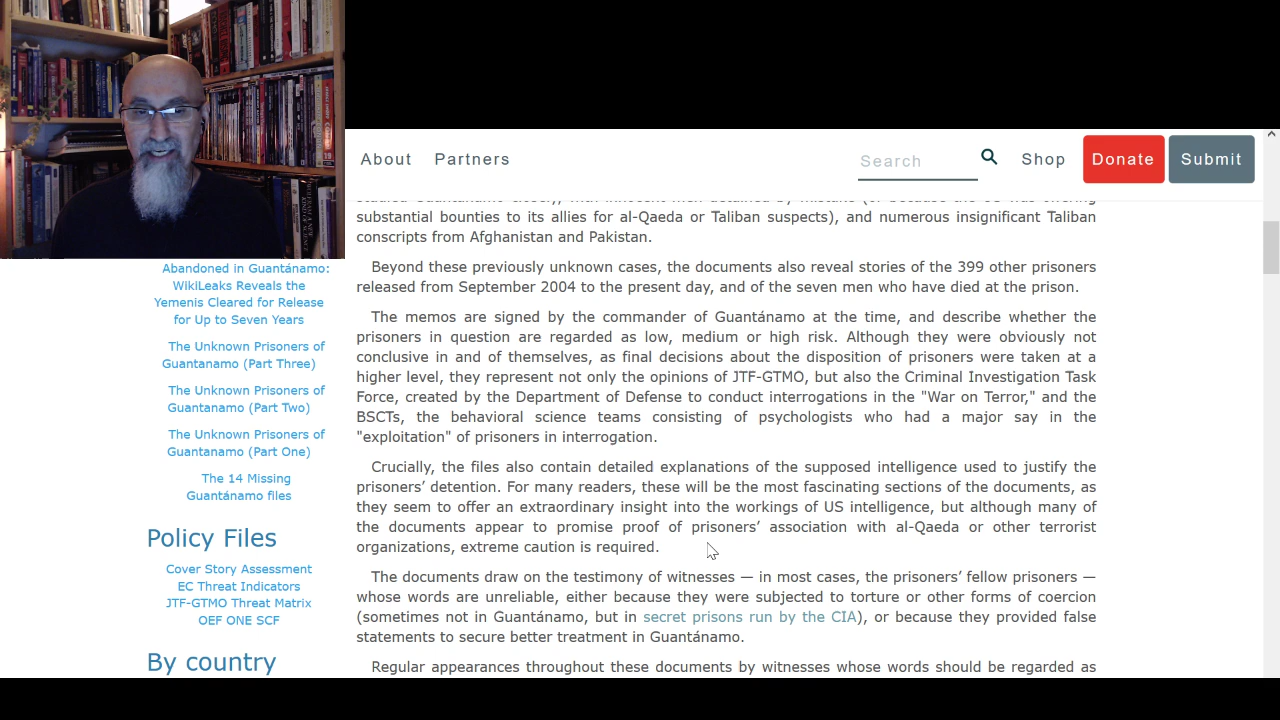 About Partners Search Shop Donate Submit
substantial bounties to its allies for al-Qaeda or Taliban suspects), and numerous insignificant Taliban
conscripts from Afghanistan and Pakistan.
Beyond these previously unknown cases, the documents also reveal stories of the 399 other prisoners
released from September 2004 to the present day, and of the seven men who have died at the prison.
The memos are signed by the commander of Guantánamo at the time, and describe whether the
prisoners in question are regarded as low, medium or high risk. Although they were obviously not
conclusive in and of themselves, as final decisions about the disposition of prisoners were taken at a
higher level, they represent not only the opinions of JTF-GTMO, but also the Criminal Investigation Task
Force, created by the Department of Defense to conduct interrogations in the "War on Terror," and the
BSCTs, the behavioral science teams consisting of psychologists who had a major say in the
"exploitation" of prisoners in interrogation.
Crucially, the files also contain detailed explanations of the supposed intelligence used to justify the
prisoners’ detention. For many readers, these will be the most fascinating sections of the documents, as
they seem to offer an extraordinary insight into the workings of US intelligence, but although many of
the documents appear to promise proof of prisoners’ association with al-Qaeda or other terrorist
organizations, extreme caution is required.
The documents draw on the testimony of witnesses — in most cases, the prisoners’ fellow prisoners —
whose words are unreliable, either because they were subjected to torture or other forms of coercion
(sometimes not in Guantánamo, but in secret prisons run by the CIA), or because they provided false
statements to secure better treatment in Guantánamo.
Regular appearances throughout these documents by witnesses whose words should be regarded as
Abandoned in Guantánamo:
WikiLeaks Reveals the
Yemenis Cleared for Release
for Up to Seven Years
The Unknown Prisoners of
Guantanamo (Part Three)
The Unknown Prisoners of
Guantanamo (Part Two)
The Unknown Prisoners of
Guantanamo (Part One)
The 14 Missing
Guantánamo files
Policy Files
Cover Story Assessment
EC Threat Indicators
JTF-GTMO Threat Matrix
OEF ONE SCF
By country